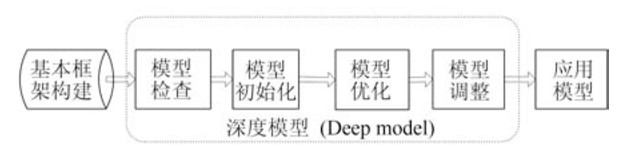 基本框
架构建
模型
检查
模型
初始化
模型
优化
模型
调整
应用
模型
深度模型 (Deep model)